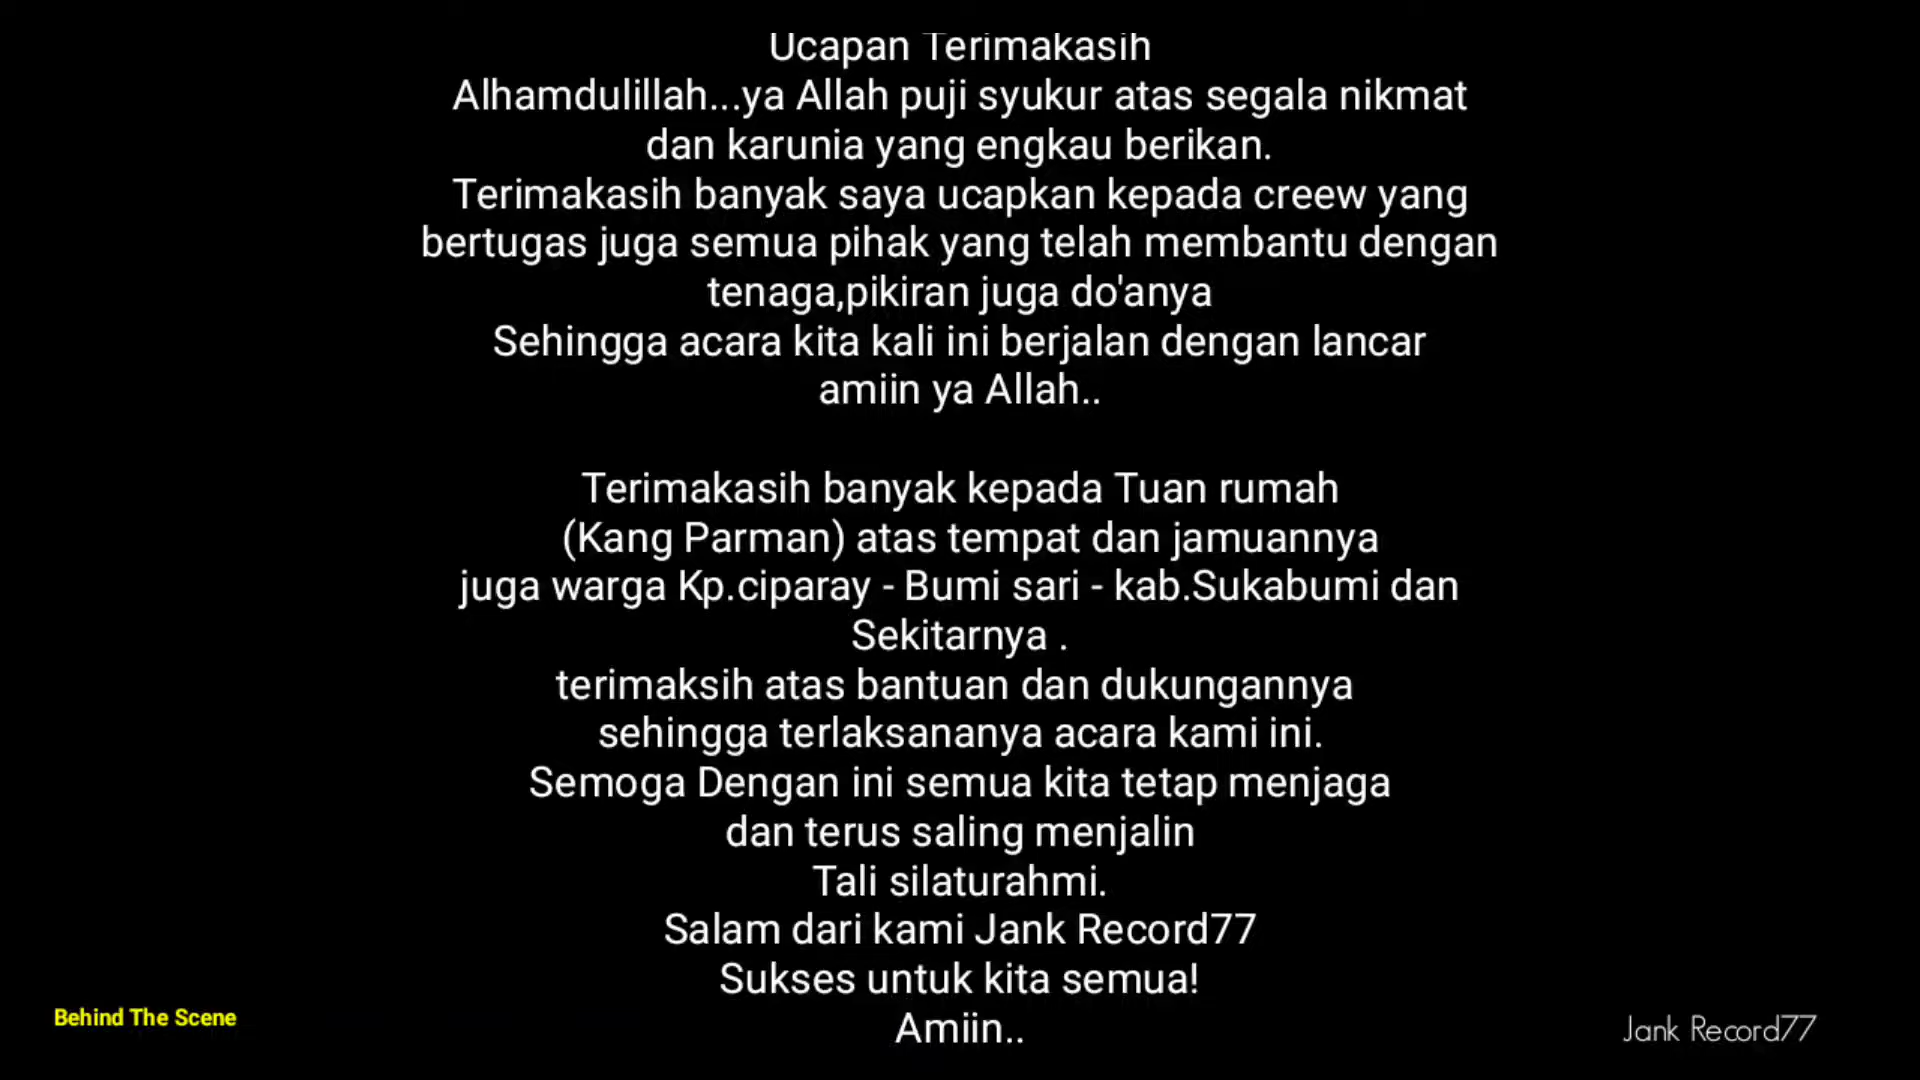 Ucapan Terimakasih
Alhamdulillah...ya Allah puji syukur atas segala nikmat
dan karunia yang engkau berikan.
Terimakasih banyak saya ucapkan kepada creew yang
bertugas juga semua pihak yang telah membantu dengan
tenaga,pikiran juga do'anya
Sehingga acara kita kali ini berjalan dengan lancar
amiin ya Allah..
Terimakasih banyak kepada Tuan rumah
(Kang Parman) atas tempat dan jamuannya
juga warga Kp.ciparay - Bumi sari - kab.Sukabumi dan
Sekitarnya .
terimaksih atas bantuan dan dukungannya
sehingga terlaksananya acara kami ini.
Semoga Dengan ini semua kita tetap menjaga
dan terus saling menjalin
Tali silaturahmi.
Salam dari kami Jank Record77
Sukses untuk kita semua!
Amiin..
Behind The Scene
Jank Record77